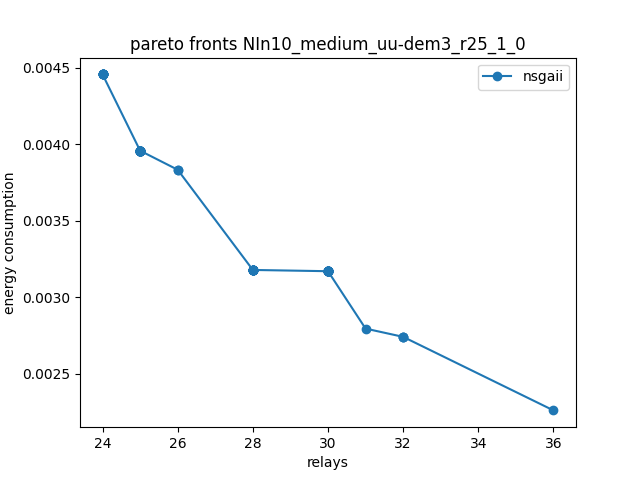 pareto fronts NIn10_medium_uu-dem3_r25_1_0
nsgaii
energy consumption
0.0045
0.0040
0.0035
0.0030
0.0025
24 26 28 30 32 34 36
relays